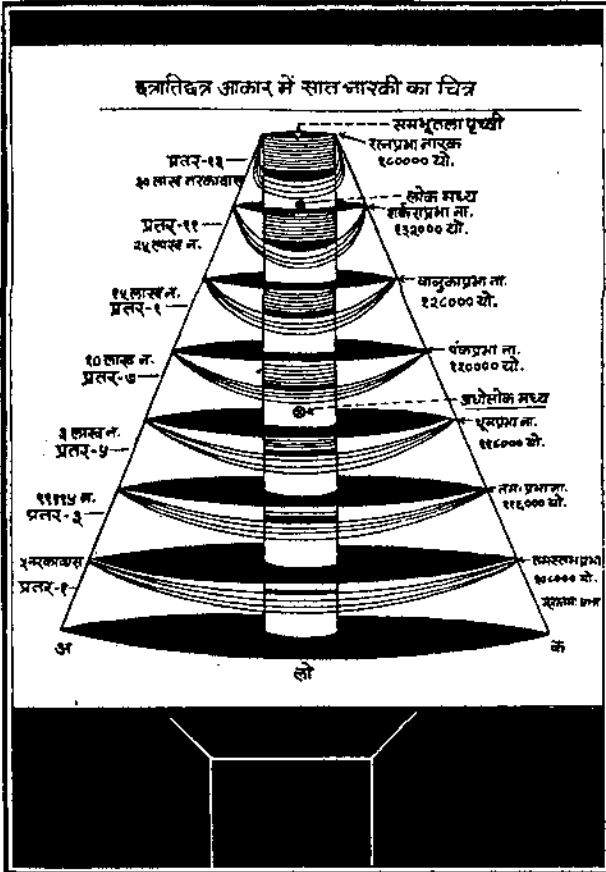 छत्रातिछत्र आकार में सात नारकी का चित्र
समभूतला पृथ्वी
रत्नप्रभा नारक
१८०००० यो.
प्रतर-१३
३० लाख नरकावास
लोक मध्य
शर्कराप्रभा ना.
१३२००० यो.
प्रतर-११
२५ लाख न.
वालुकाप्रभा ना.
१२८००० यो.
१५ लाख न.
प्रतर-९
पंकप्रभा ना.
१२०००० यो.
१० लाख न.
प्रतर-७
अधोलोक मध्य
धूमप्रभा ना.
११८००० यो.
३ लाख न.
प्रतर-५
तमः प्रभा ना.
११६००० यो.
९९९९५ न.
प्रतर-३
तमस्तमप्रभा
१०८००० यो.
५ नरकावास
प्रतर-१
अ
लो
क